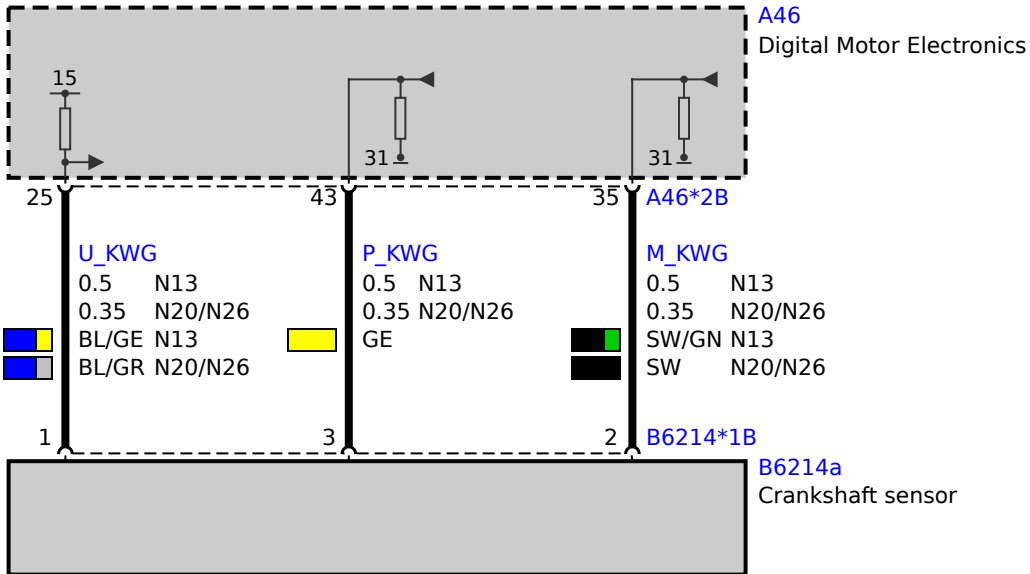 A46
Digital Motor Electronics
15
31
31
25
43
35
A46*2B
U_KWG
0.5 N13
0.35 N20/N26
BL/GE N13
BL/GR N20/N26
P_KWG
0.5 N13
0.35 N20/N26
GE
M_KWG
0.5 N13
0.35 N20/N26
SW/GN N13
SW N20/N26
1
3
2
B6214*1B
B6214a
Crankshaft sensor